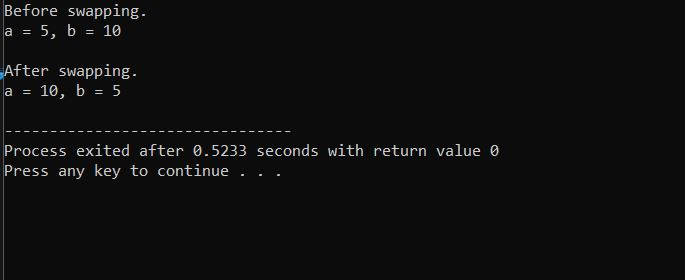 Before swapping.
a = 5, b = 10
After swapping.
a = 10, b = 5
--------------------------------
Process exited after 0.5233 seconds with return value 0
Press any key to continue . . .